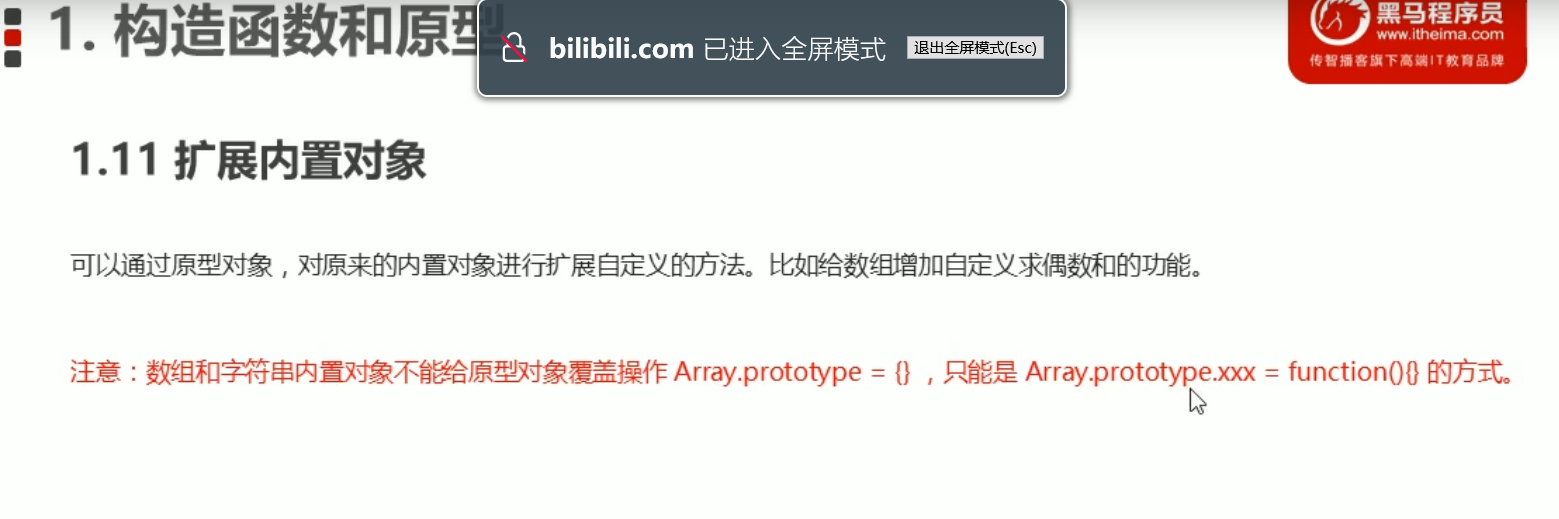 1. 构造函数和原型
bilibili.com 已进入全屏模式 退出全屏模式(Esc)
黑马程序员
www.itheima.com
传智播客旗下高端IT教育品牌
1.11 扩展内置对象
可以通过原型对象，对原来的内置对象进行扩展自定义的方法。比如给数组增加自定义求偶数和的功能。
注意：数组和字符串内置对象不能给原型对象覆盖操作 Array.prototype = {} ，只能是 Array.prototype.xxx = function(){} 的方式。